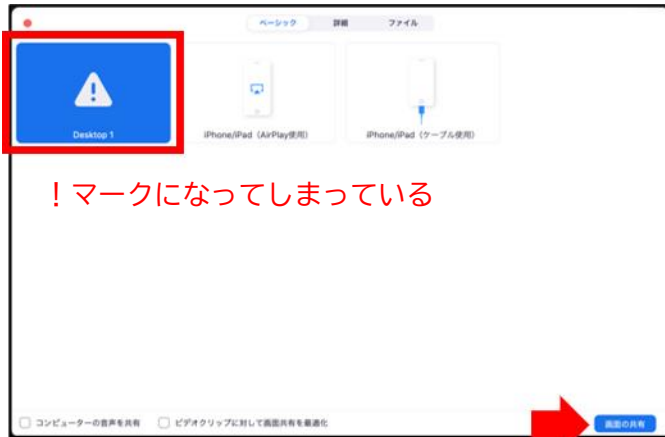 ベーシック 詳細 ファイル
Desktop 1 iPhone/iPad（AirPlay使用） iPhone/iPad（ケーブル使用）
！マークになってしまっている
コンピューターの音声を共有 ビデオクリップに対して画面共有を最適化 画面の共有